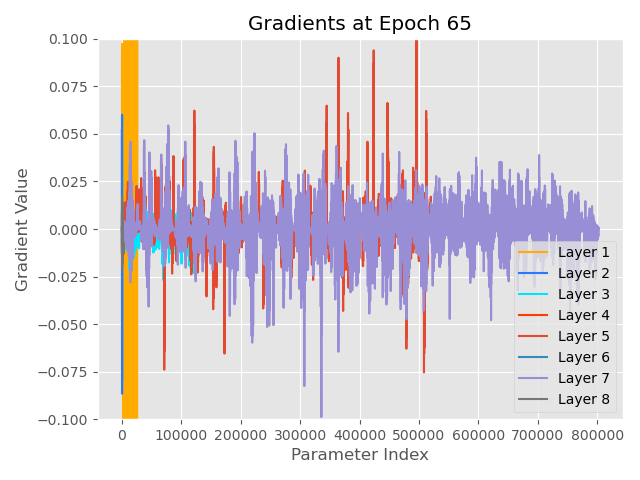 Gradients at Epoch 65
Gradient Value
0.100
0.075
0.050
0.025
0.000
−0.025
−0.050
−0.075
−0.100
0
100000
200000
300000
400000
500000
600000
700000
800000
Parameter Index
Layer 1
Layer 2
Layer 3
Layer 4
Layer 5
Layer 6
Layer 7
Layer 8